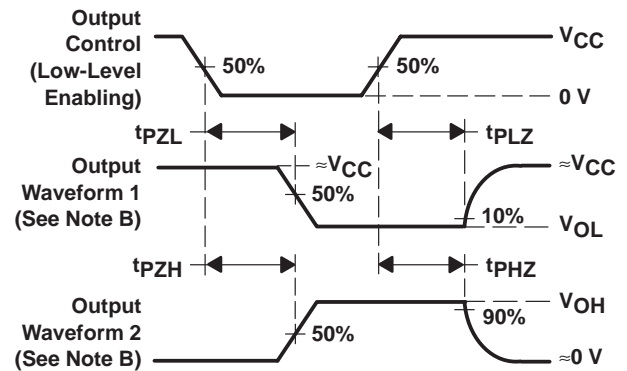 Output
Control
(Low-Level
Enabling)
50%
50%
VCC
0 V
tPZL
tPLZ
Output
Waveform 1
(See Note B)
≈VCC
50%
≈VCC
10%
VOL
tPZH
tPHZ
Output
Waveform 2
(See Note B)
50%
VOH
90%
≈0 V